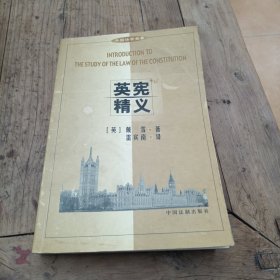 INTRODUCTION TO
THE STUDY OF THE LAW OF THE CONSTITUTION
英宪
精义
[英] 戴雪·著
雷宾南·译
中国法制出版社